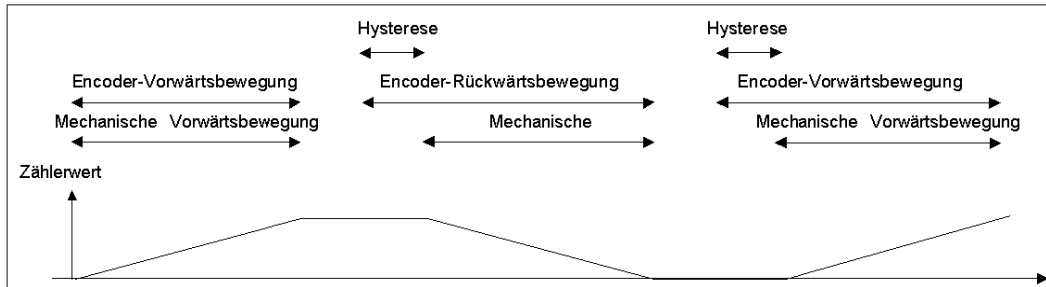 Hysterese Hysterese
Encoder-Vorwärtsbewegung Encoder-Rückwärtsbewegung Encoder-Vorwärtsbewegung
Mechanische Vorwärtsbewegung Mechanische Mechanische Vorwärtsbewegung
Zählerwert